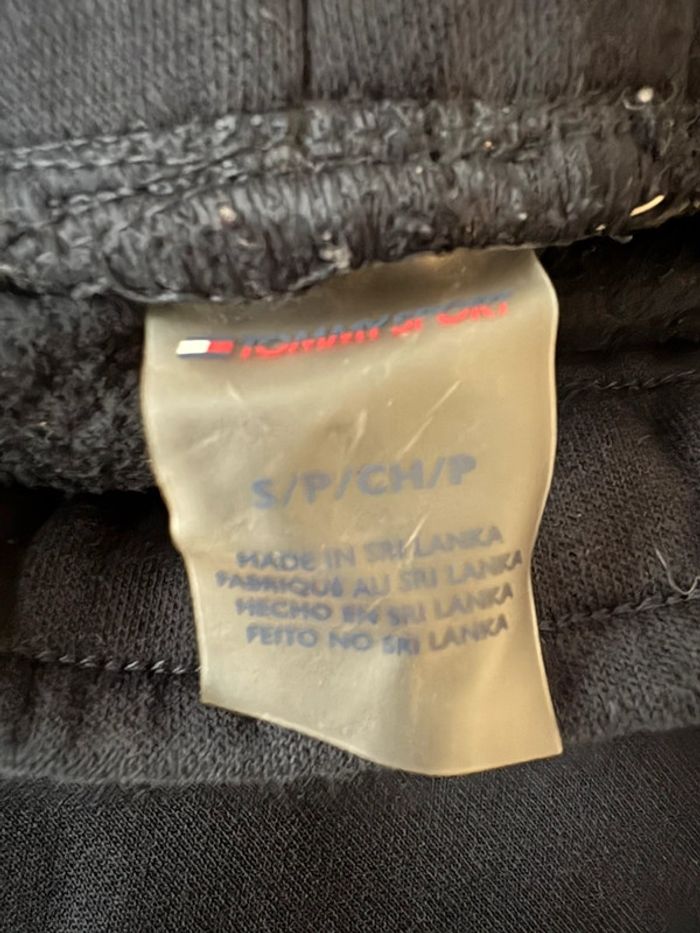 TOMMY SPORT
S/P/CH/P
MADE IN SRI LANKA
FABRIQUÉ AU SRI LANKA
HECHO EN SRI LANKA
FEITO NO SRI LANKA